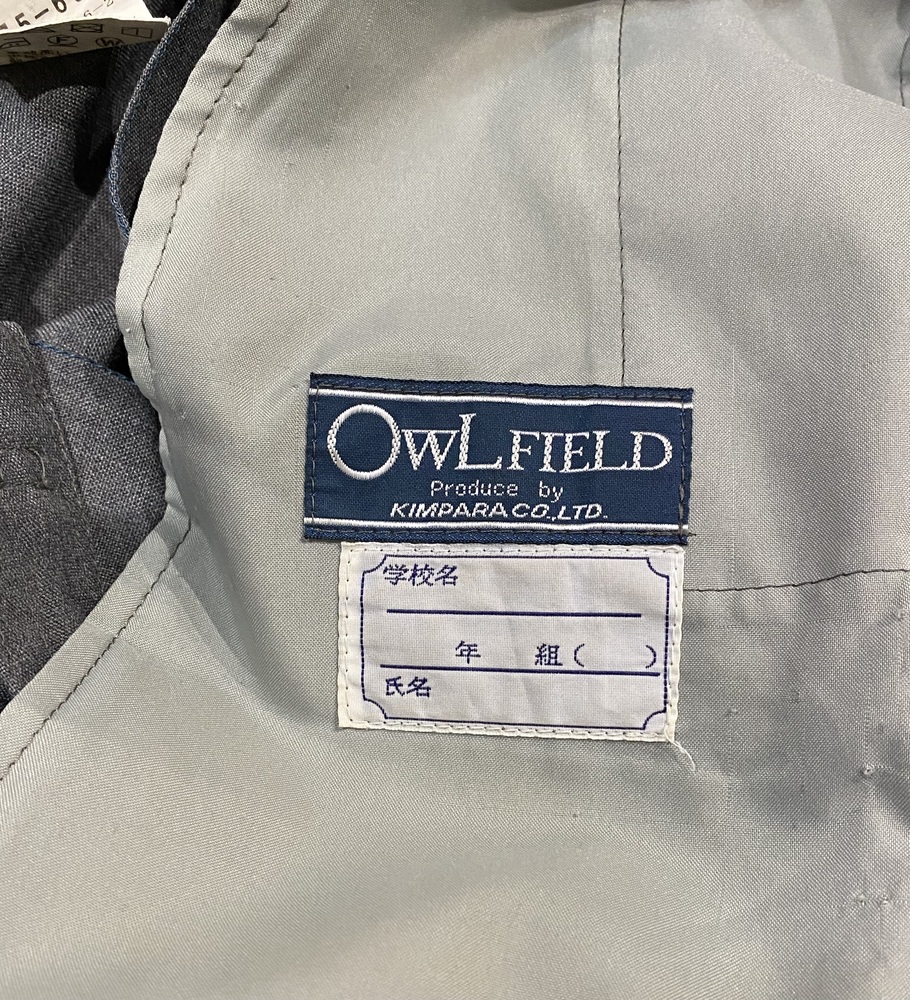 OWLFIELD
Produce by
KIMPARA CO.,LTD.
学校名
年 組( )
氏名